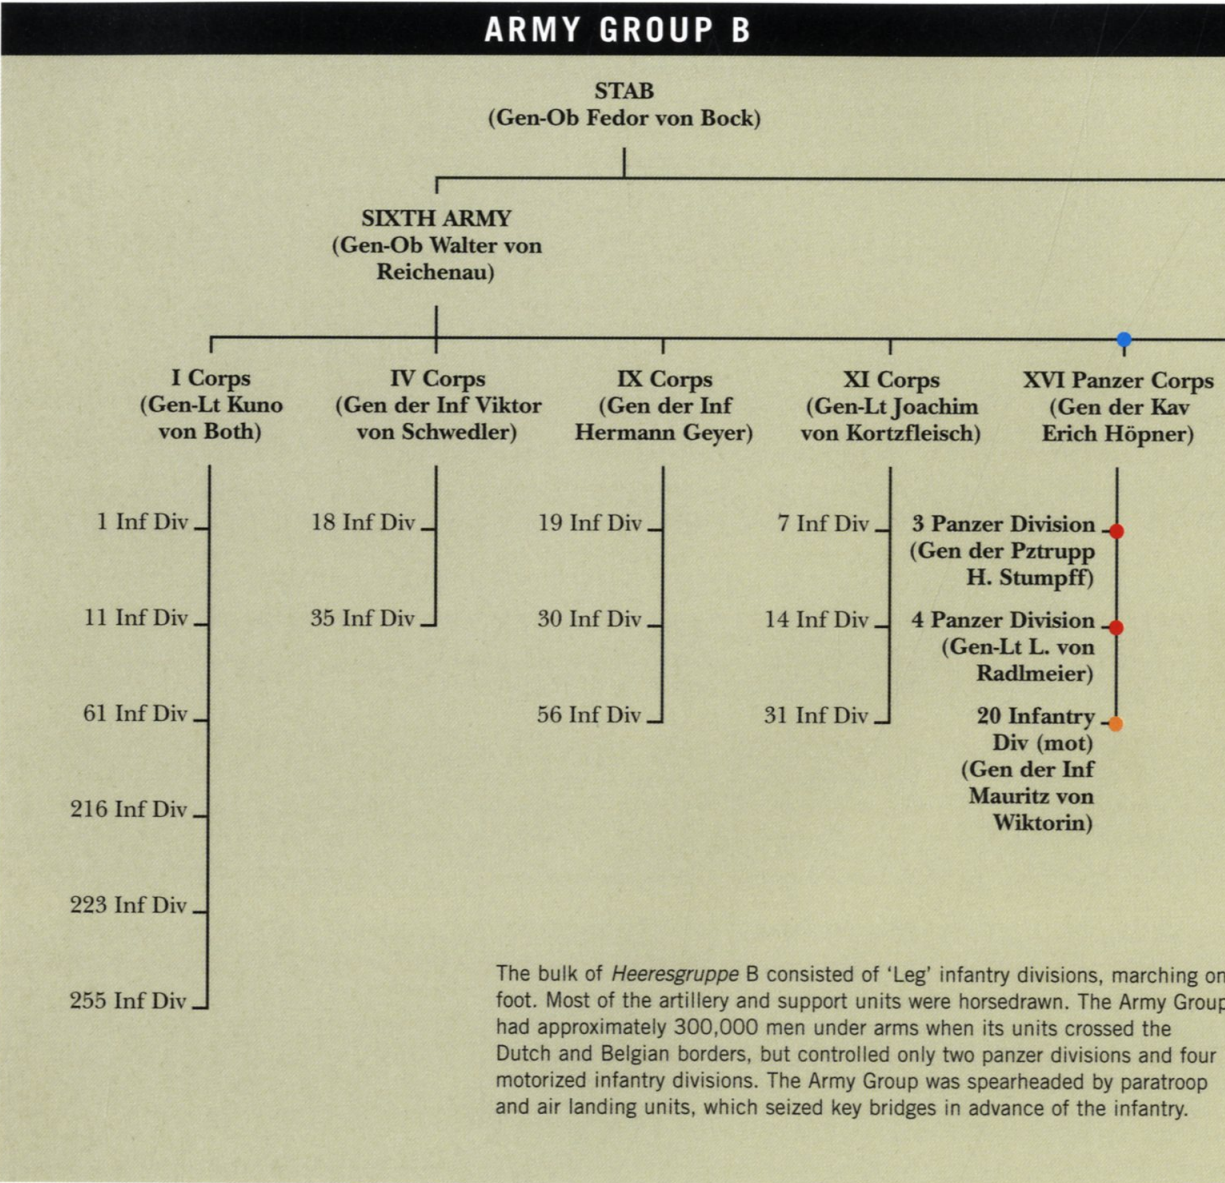 ARMY GROUP B
STAB
(Gen-Ob Fedor von Bock)
SIXTH ARMY
(Gen-Ob Walter von
Reichenau)
I Corps
(Gen-Lt Kuno
von Both)
IV Corps
(Gen der Inf Viktor
von Schwedler)
IX Corps
(Gen der Inf
Hermann Geyer)
XI Corps
(Gen-Lt Joachim
von Kortzfleisch)
XVI Panzer Corps
(Gen der Kav
Erich Höpner)
1 Inf Div
11 Inf Div
61 Inf Div
216 Inf Div
223 Inf Div
255 Inf Div
18 Inf Div
35 Inf Div
19 Inf Div
30 Inf Div
56 Inf Div
7 Inf Div
14 Inf Div
31 Inf Div
3 Panzer Division
(Gen der Pztrupp
H. Stumpff)
4 Panzer Division
(Gen-Lt L. von
Radlmeier)
20 Infantry
Div (mot)
(Gen der Inf
Mauritz von
Wiktorin)
The bulk of Heeresgruppe B consisted of ‘Leg’ infantry divisions, marching on
foot. Most of the artillery and support units were horsedrawn. The Army Group
had approximately 300,000 men under arms when its units crossed the
Dutch and Belgian borders, but controlled only two panzer divisions and four
motorized infantry divisions. The Army Group was spearheaded by paratroop
and air landing units, which seized key bridges in advance of the infantry.